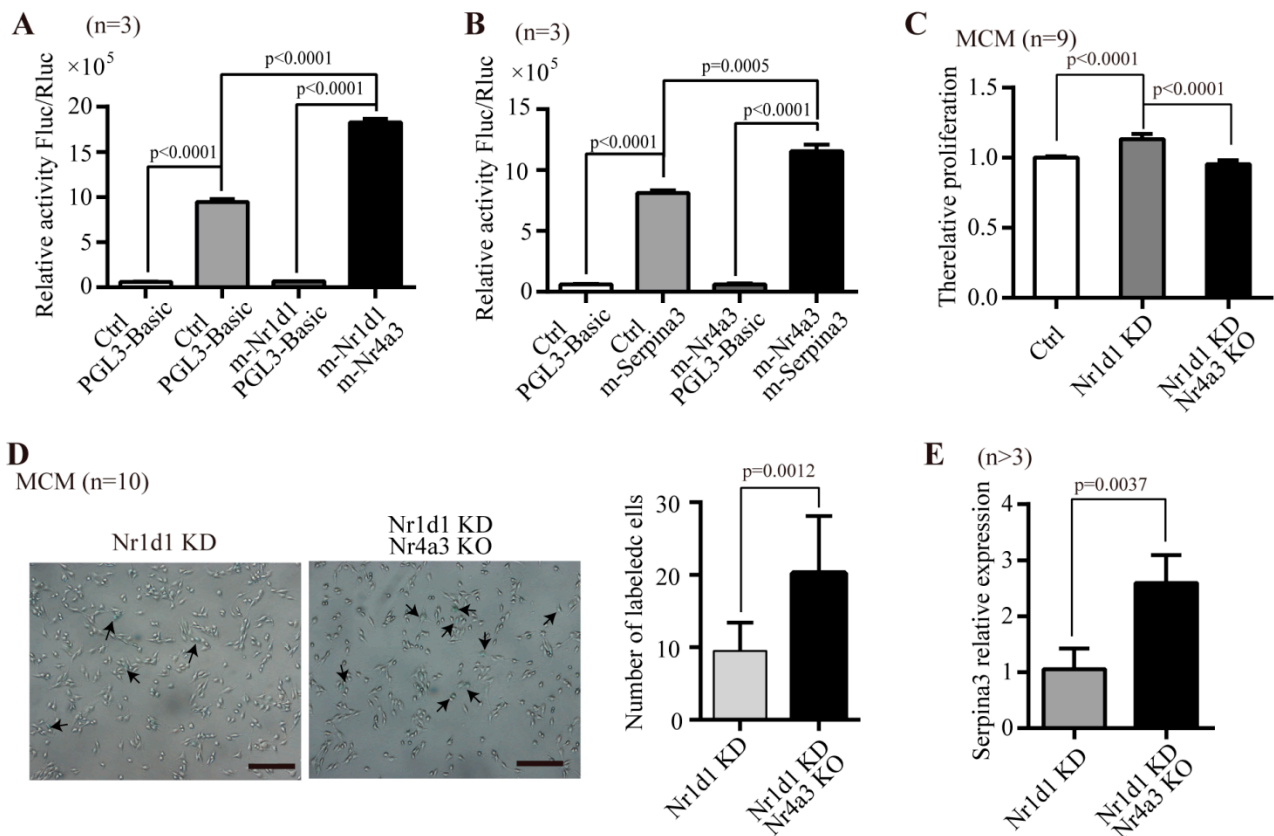 A (n=3)
Relative activity Fluc/Rluc
×10⁵
20
15
10
5
0
p<0.0001
p<0.0001
p<0.0001
Ctrl
PGL3-Basic
Ctrl
PGL3-Basic
m-Nr1d1
PGL3-Basic
m-Nr1d1
m-Nr4a3
B (n=3)
Relative activity Fluc/Rluc
×10⁵
15
10
5
0
p=0.0005
p<0.0001
p<0.0001
Ctrl
PGL3-Basic
Ctrl
m-Serpina3
m-Nr4a3
PGL3-Basic
m-Nr4a3
m-Serpina3
C MCM (n=9)
Therelative proliferation
1.5
1.0
0.5
0.0
p<0.0001
p<0.0001
Ctrl
Nr1d1 KD
Nr1d1 KD
Nr4a3 KO
D
MCM (n=10)
Nr1d1 KD
Nr1d1 KD
Nr4a3 KO
Number of labeledc ells
30
20
10
0
p=0.0012
Nr1d1 KD
Nr1d1 KD
Nr4a3 KO
E (n>3)
Serpina3 relative expression
4
3
2
1
0
p=0.0037
Nr1d1 KD
Nr1d1 KD
Nr4a3 KO